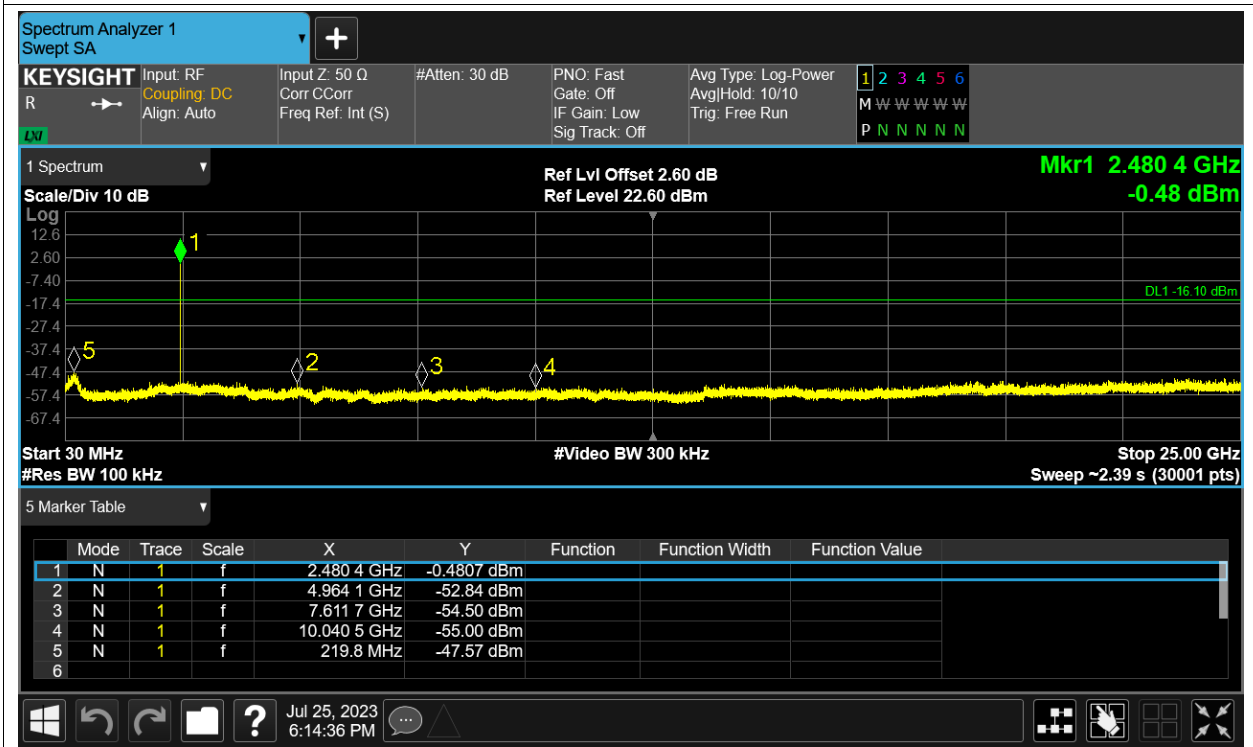 Spectrum Analyzer 1
Swept SA
+
KEYSIGHT Input: RF Input Z: 50 Ω #Atten: 30 dB PNO: Fast Avg Type: Log-Power 1 2 3 4 5 6
R Coupling: DC Corr CCorr Gate: Off Avg|Hold: 10/10 M W W W W W
Align: Auto Freq Ref: Int (S) IF Gain: Low Trig: Free Run
LXI Sig Track: Off P N N N N N
1 Spectrum Ref Lvl Offset 2.60 dB Mkr1 2.480 4 GHz
Scale/Div 10 dB Ref Level 22.60 dBm -0.48 dBm
Log
12.6
1
2.60
-7.40
DL1 -16.10 dBm
-17.4
-27.4
-37.4
5 2 3 4
-47.4
-57.4
-67.4
Start 30 MHz #Video BW 300 kHz Stop 25.00 GHz
#Res BW 100 kHz Sweep ~2.39 s (30001 pts)
5 Marker Table
Mode Trace Scale X Y Function Function Width Function Value
1 N 1 f 2.480 4 GHz -0.4807 dBm
2 N 1 f 4.964 1 GHz -52.84 dBm
3 N 1 f 7.611 7 GHz -54.50 dBm
4 N 1 f 10.040 5 GHz -55.00 dBm
5 N 1 f 219.8 MHz -47.57 dBm
6
? Jul 25, 2023
6:14:36 PM